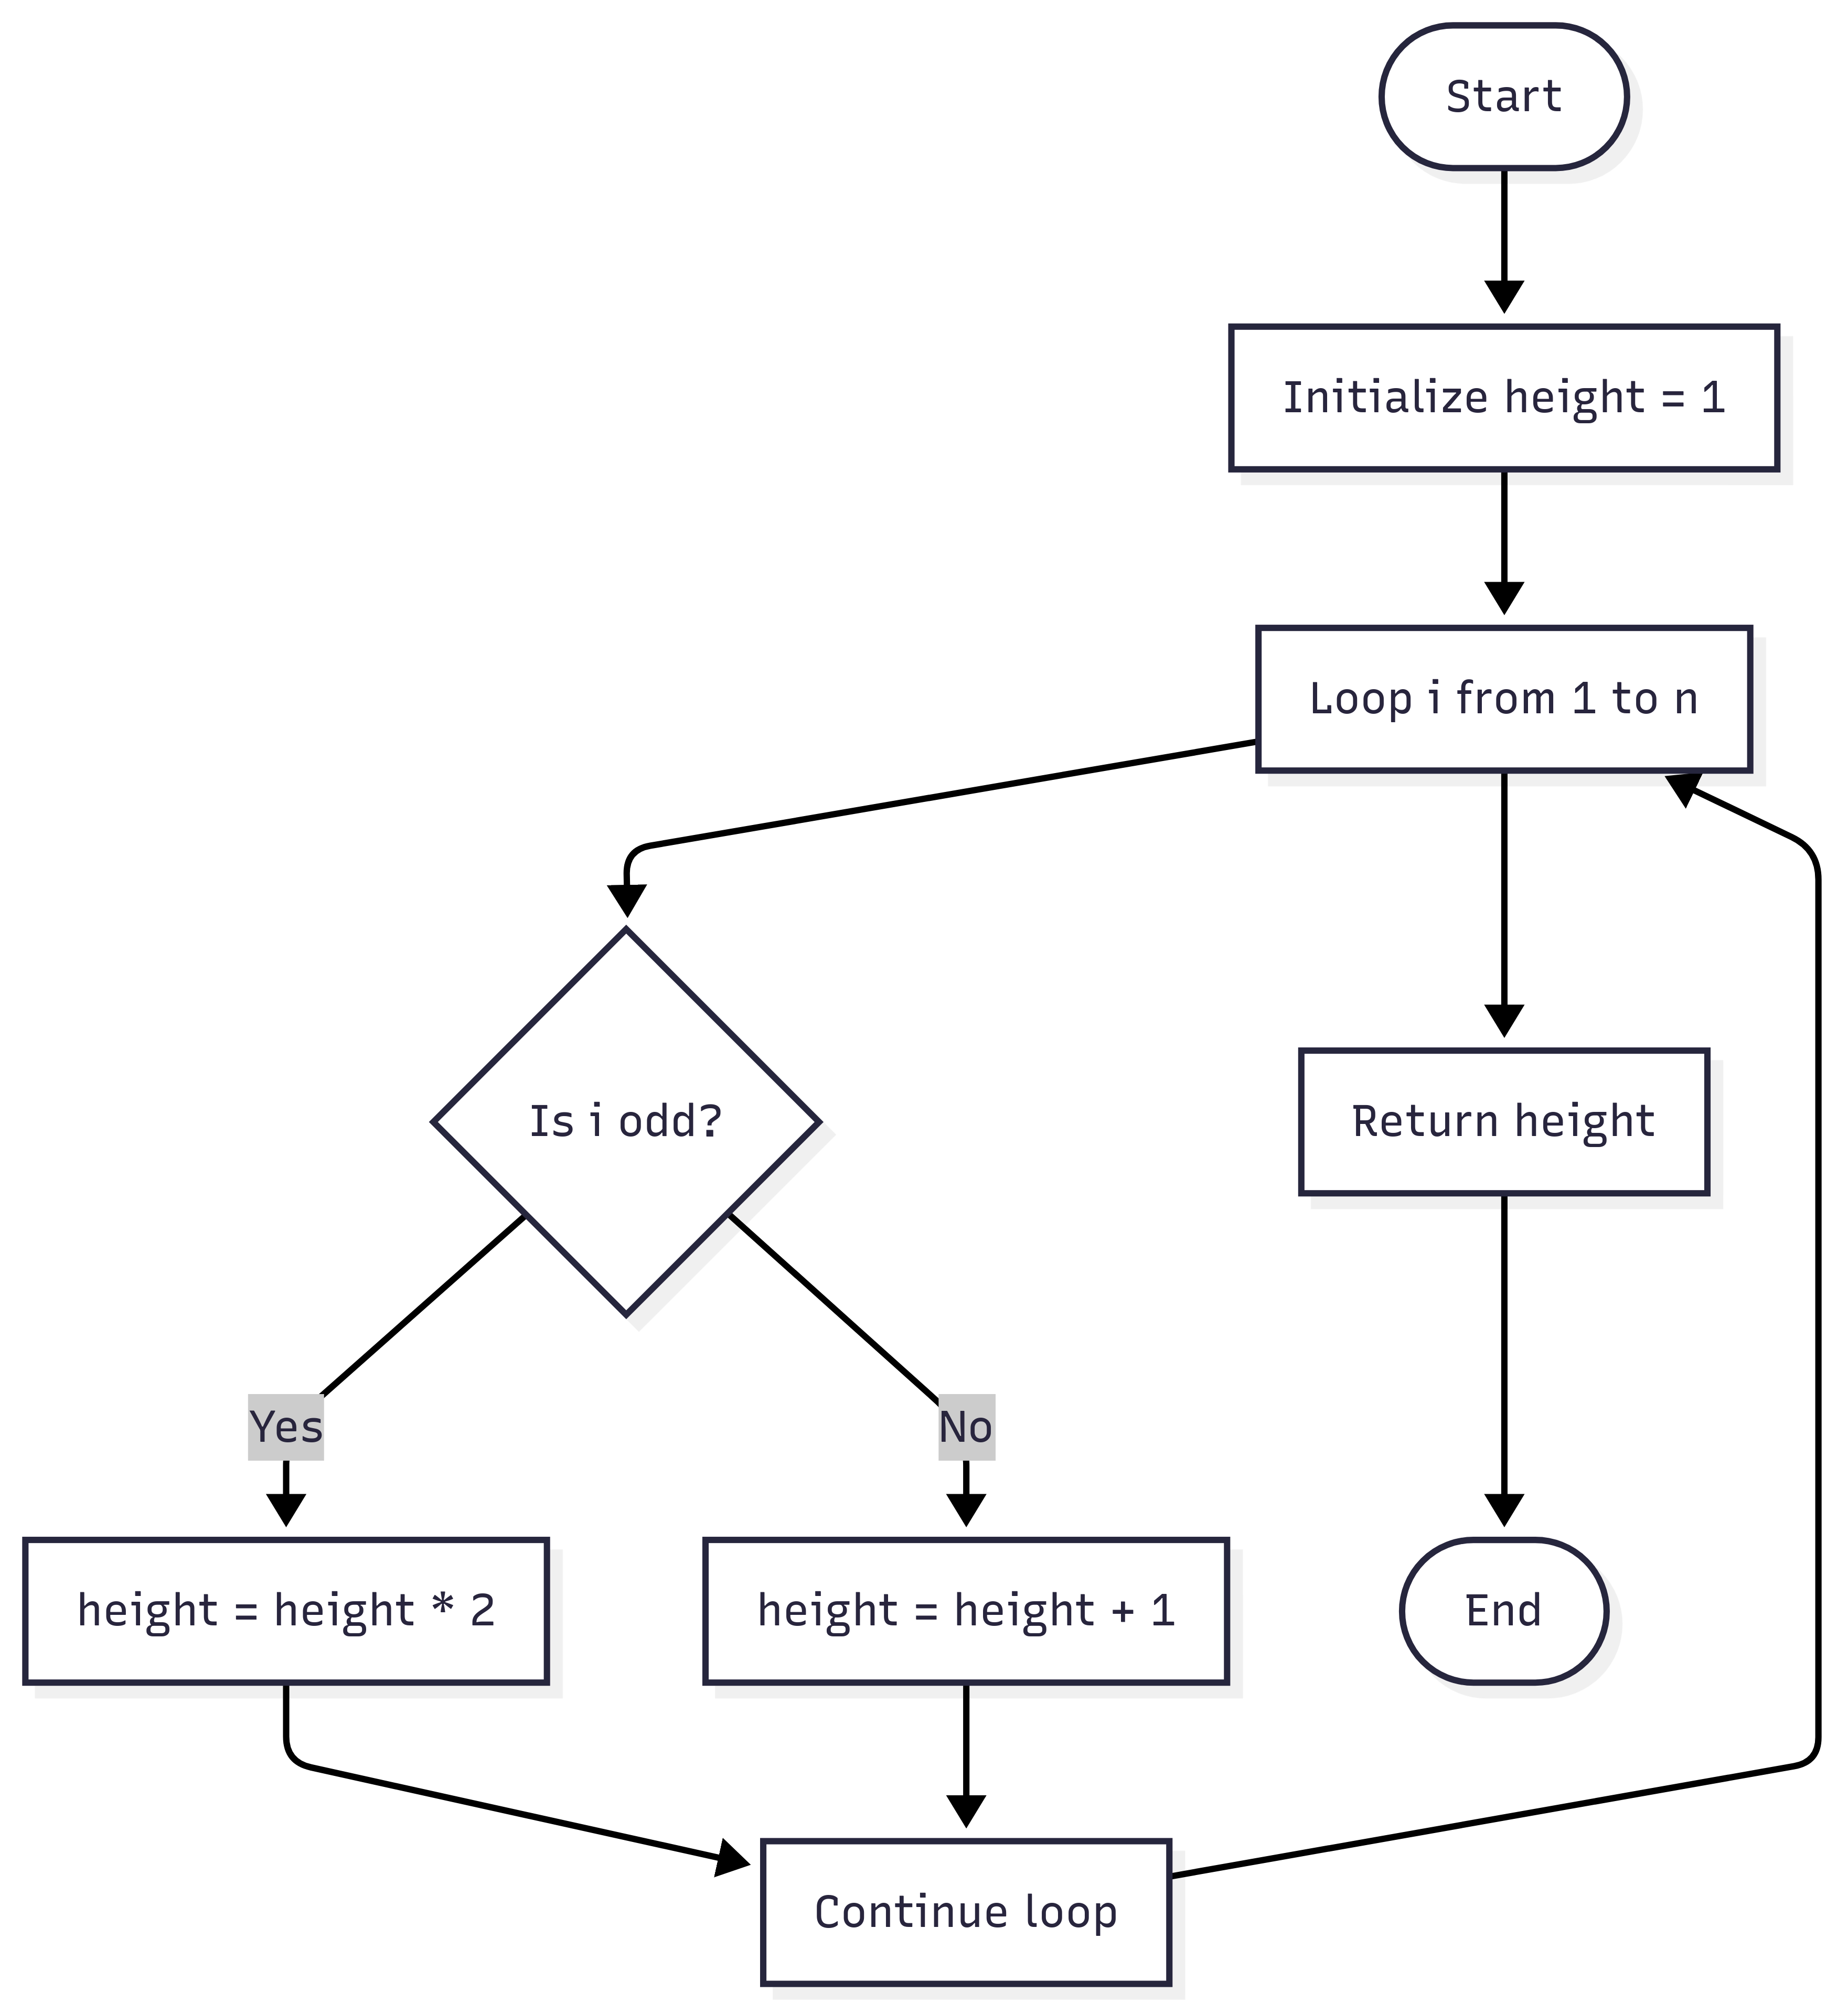 Start
Initialize height = 1
Loop i from 1 to n
Is i odd?
Return height
Yes
No
height = height * 2
height = height + 1
End
Continue loop